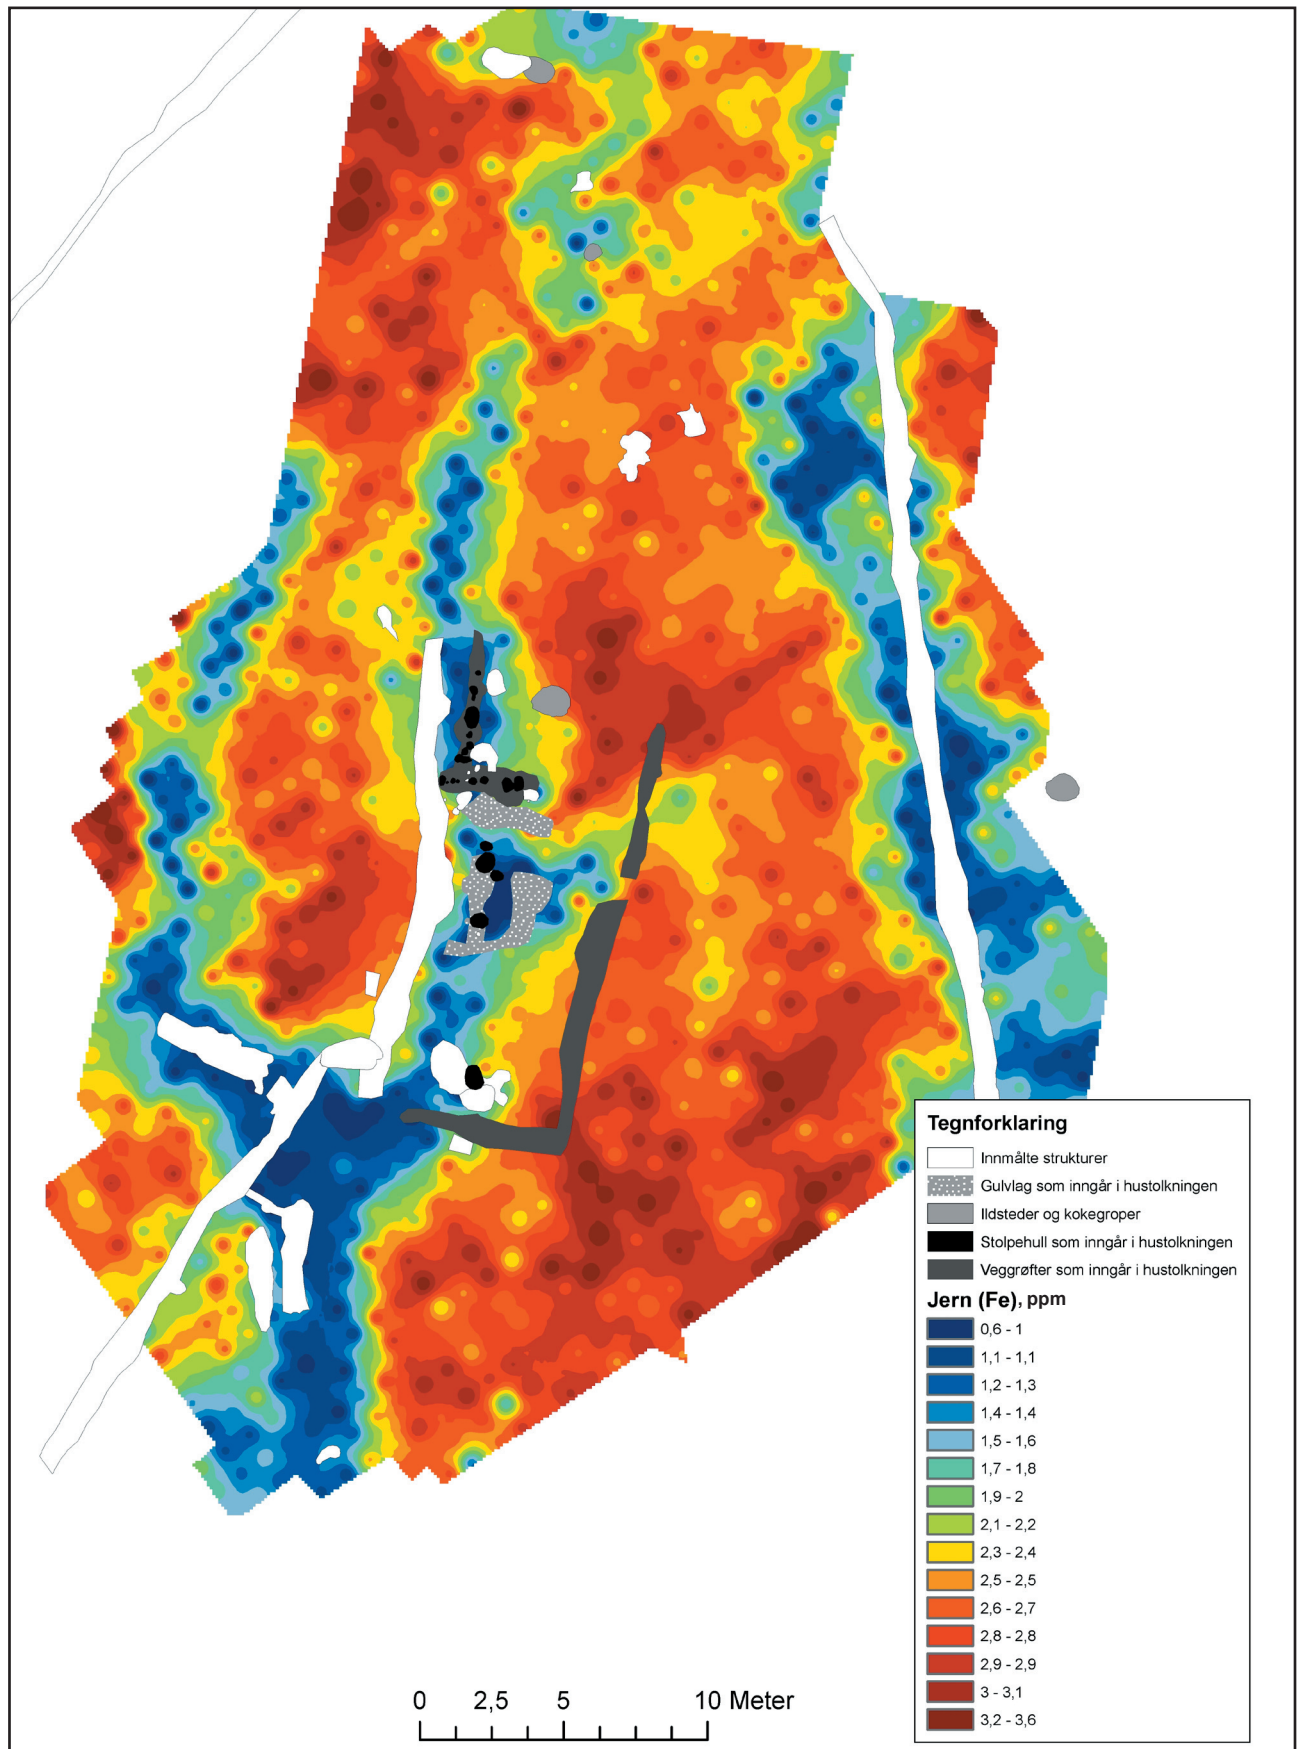 Tegnforklaring
Innmålte strukturer
Gulvlag som inngår i hustolkningen
Ildsteder og kokegroper
Stolpehull som inngår i hustolkningen
Veggrøfter som inngår i hustolkningen
Jern (Fe), ppm
0,6 - 1
1,1 - 1,1
1,2 - 1,3
1,4 - 1,4
1,5 - 1,6
1,7 - 1,8
1,9 - 2
2,1 - 2,2
2,3 - 2,4
2,5 - 2,5
2,6 - 2,7
2,8 - 2,8
2,9 - 2,9
3 - 3,1
3,2 - 3,6
0 2,5 5 10 Meter